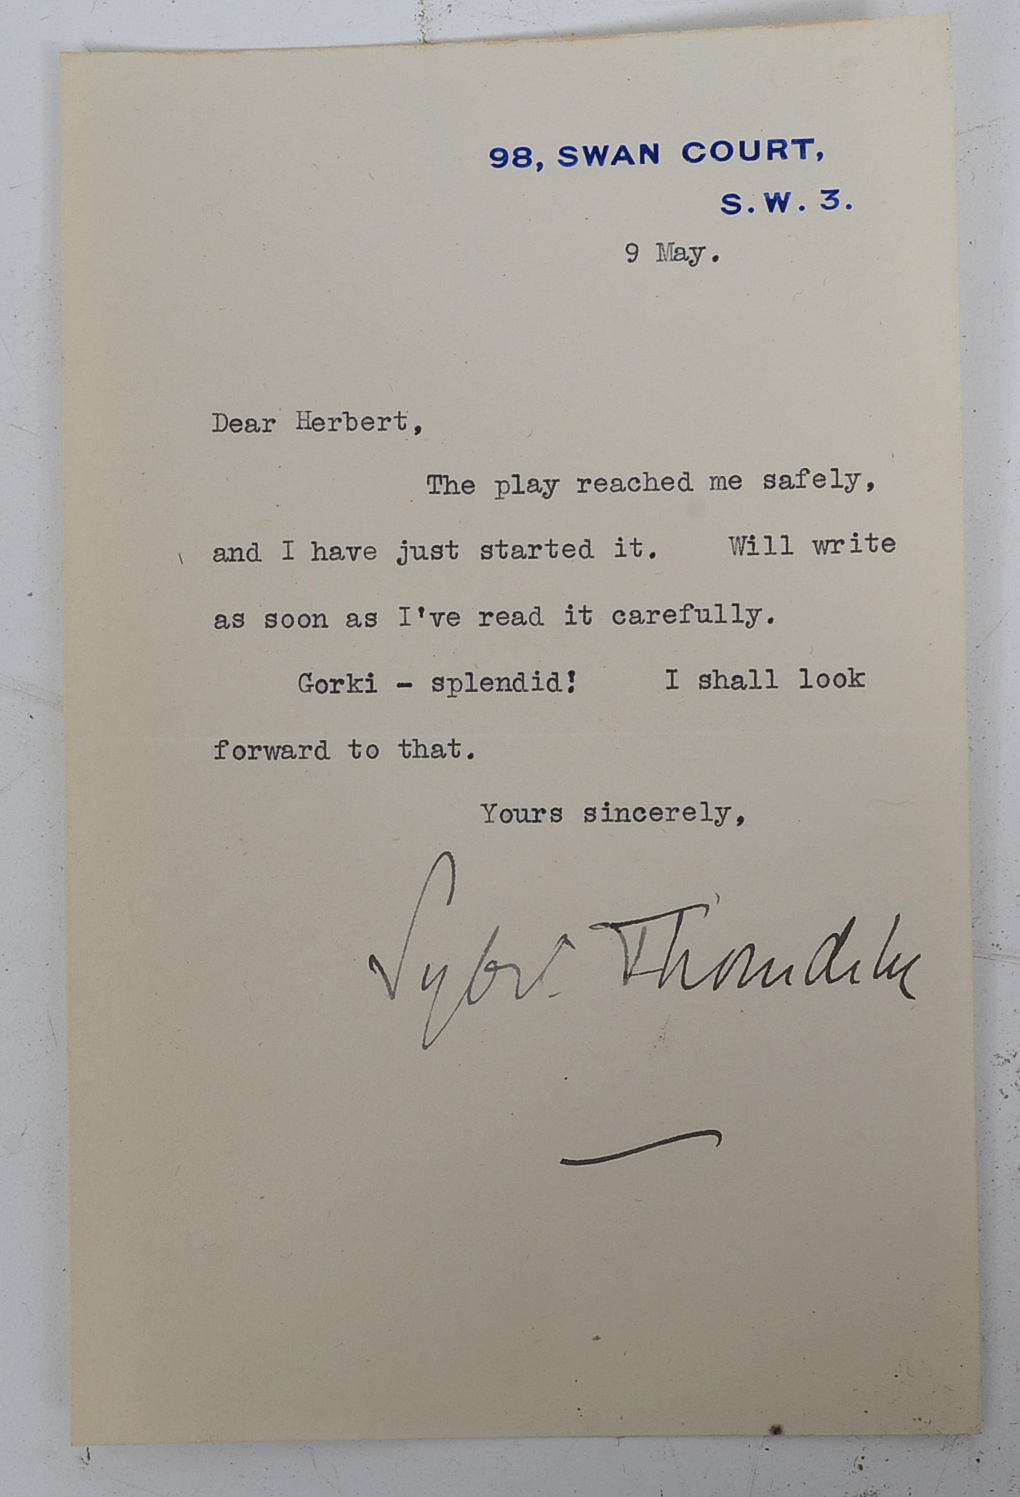 98, SWAN COURT,
S.W. 3.
9 May.
Dear Herbert,
The play reached me safely,
and I have just started it. Will write
as soon as I've read it carefully.
Gorki - splendid! I shall look
forward to that.
Yours sincerely,
Sybil Thorndike